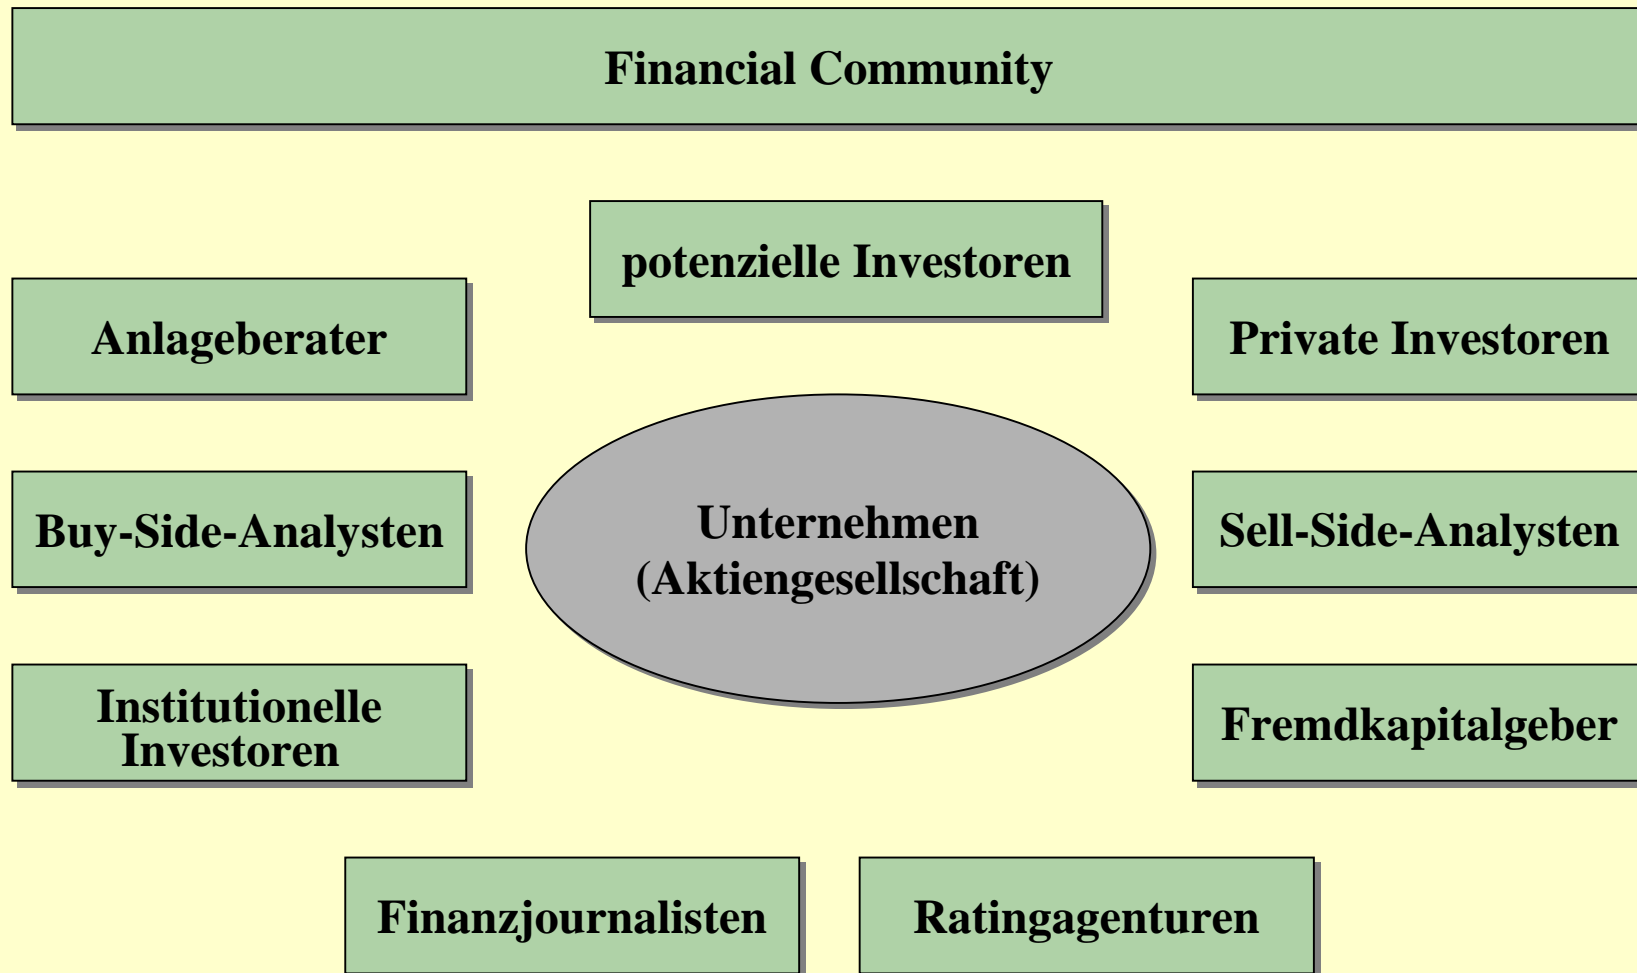 Financial Community
potenzielle Investoren
Anlageberater
Private Investoren
Buy-Side-Analysten
Unternehmen
(Aktiengesellschaft)
Sell-Side-Analysten
Institutionelle
Investoren
Fremdkapitalgeber
Finanzjournalisten
Ratingagenturen